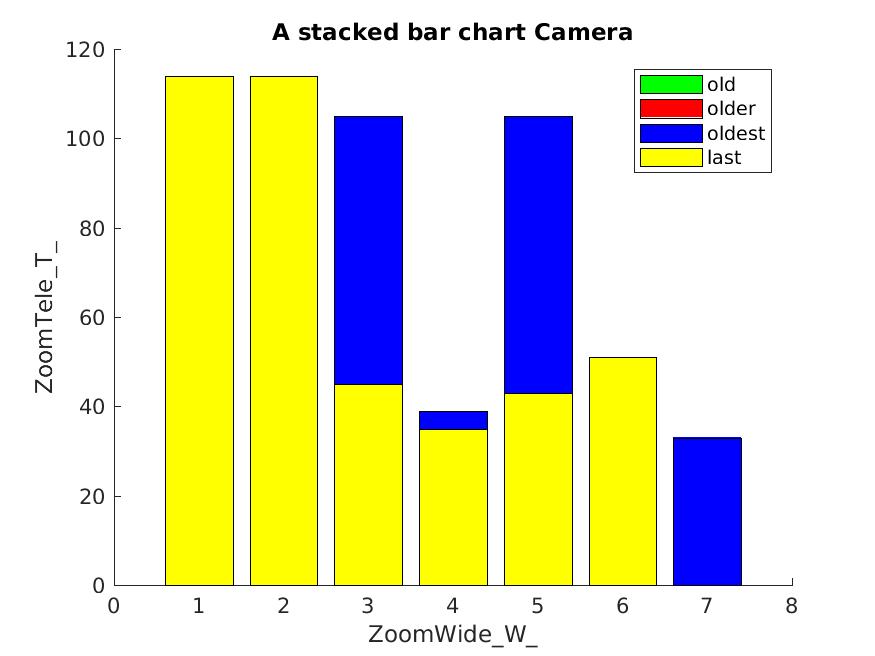 A stacked bar chart Camera
120
100
80
60
40
20
0
ZoomTele_T_
old
older
oldest
last
0 1 2 3 4 5 6 7 8
ZoomWide_W_